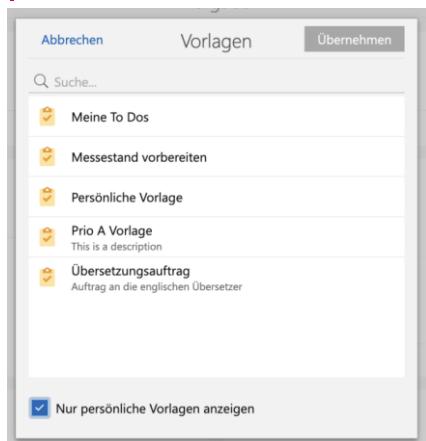 Abbrechen Vorlagen Übernehmen
Suche...
Meine To Dos
Messestand vorbereiten
Persönliche Vorlage
Prio A Vorlage
This is a description
Übersetzungsauftrag
Auftrag an die englischen Übersetzer
Nur persönliche Vorlagen anzeigen